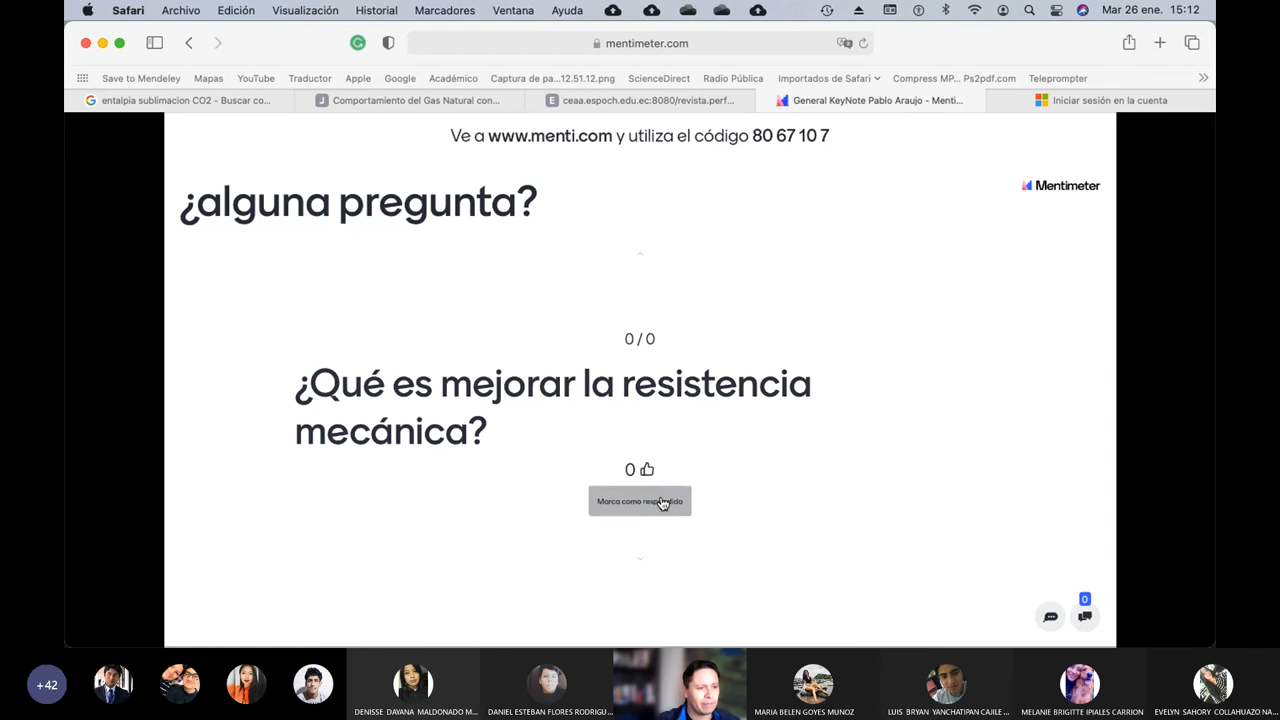 Safari Archivo Edición Visualización Historial Marcadores Ventana Ayuda Mar 26 ene. 15:12
mentimeter.com
Save to Mendeley Mapas YouTube Traductor Apple Google Académico Captura de pa...12.51.12.png ScienceDirect Radio Pública Importados de Safari Compress MP... Ps2pdf.com Teleprompter
entalpia sublimacion CO2 - Buscar co... Comportamiento del Gas Natural con... ceaa.espoch.edu.ec:8080/revista.perf... General KeyNote Pablo Araujo - Menti... Iniciar sesión en la cuenta
Ve a www.menti.com y utiliza el código 80 67 10 7
¿alguna pregunta?
Mentimeter
0 / 0
¿Qué es mejorar la resistencia
mecánica?
0
Marca como respondida
0
+42
DENISSE DAYANA MALDONADO M... DANIEL ESTEBAN FLORES RODRIGU... MARIA BELEN GOYES MUNOZ LUIS BRYAN YANCHATIPAN CAJILE ... MELANIE BRIGITTE IPIALES CARRION EVELYN SAHORY COLLAHUAZO NA...